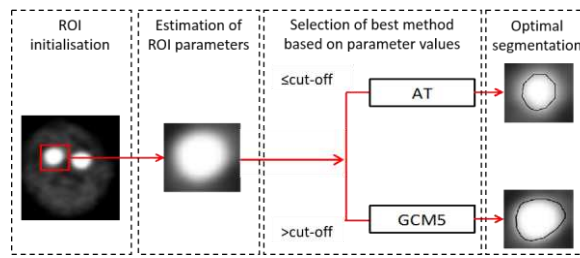 ROI
initialisation
Estimation of
ROI parameters
Selection of best method
based on parameter values
Optimal
segmentation
≤cut-off
AT
>cut-off
GCM5